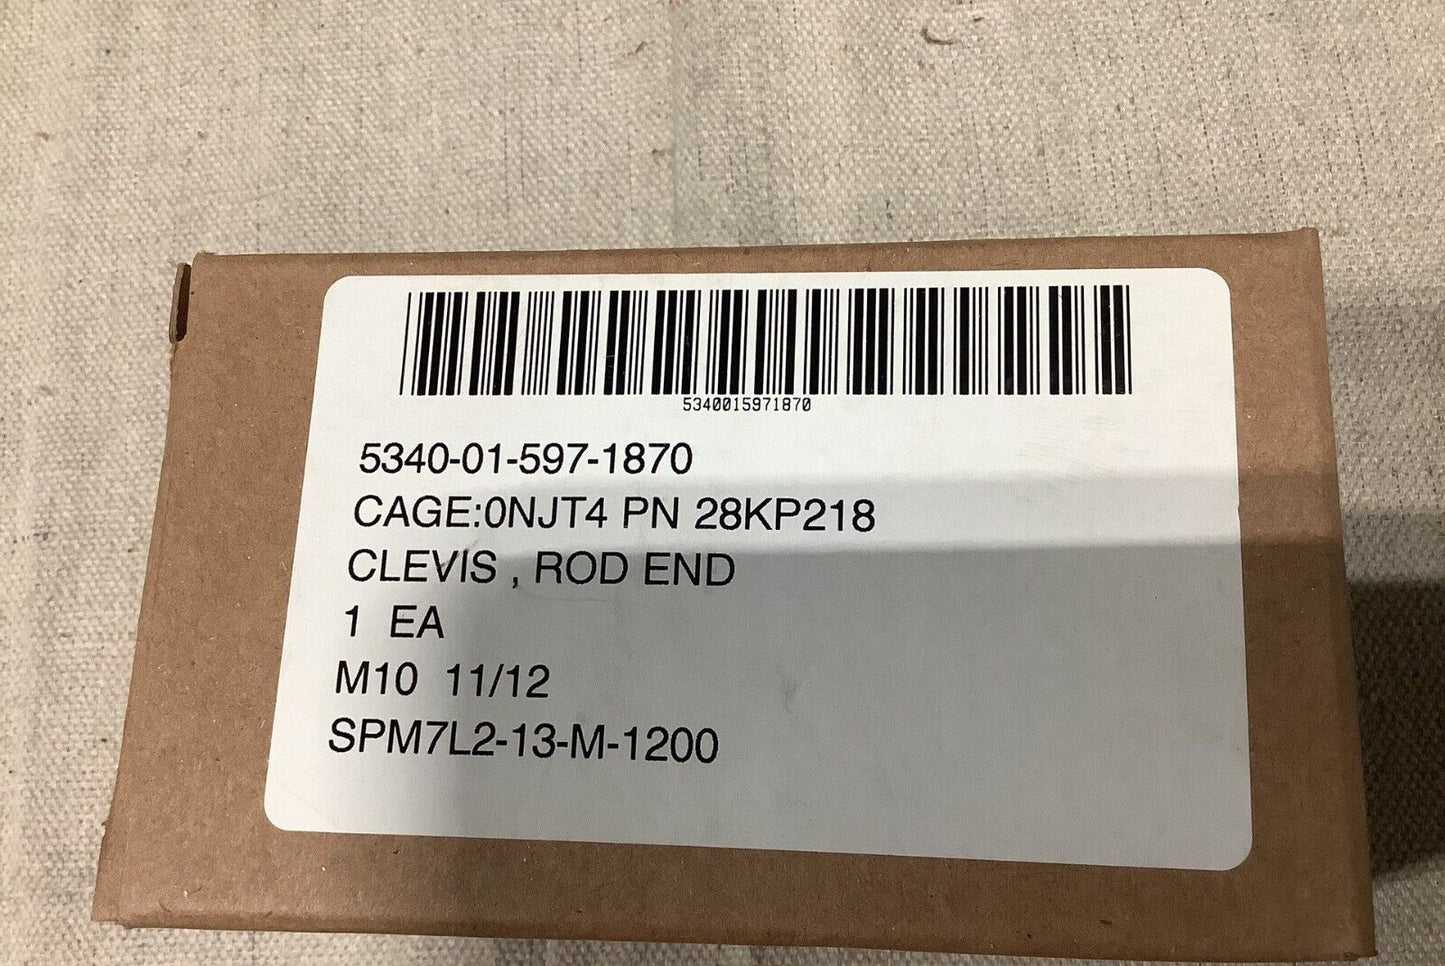 5340015971870
5340-01-597-1870
CAGE:0NJT4 PN 28KP218
CLEVIS , ROD END
1 EA
M10 11/12
SPM7L2-13-M-1200